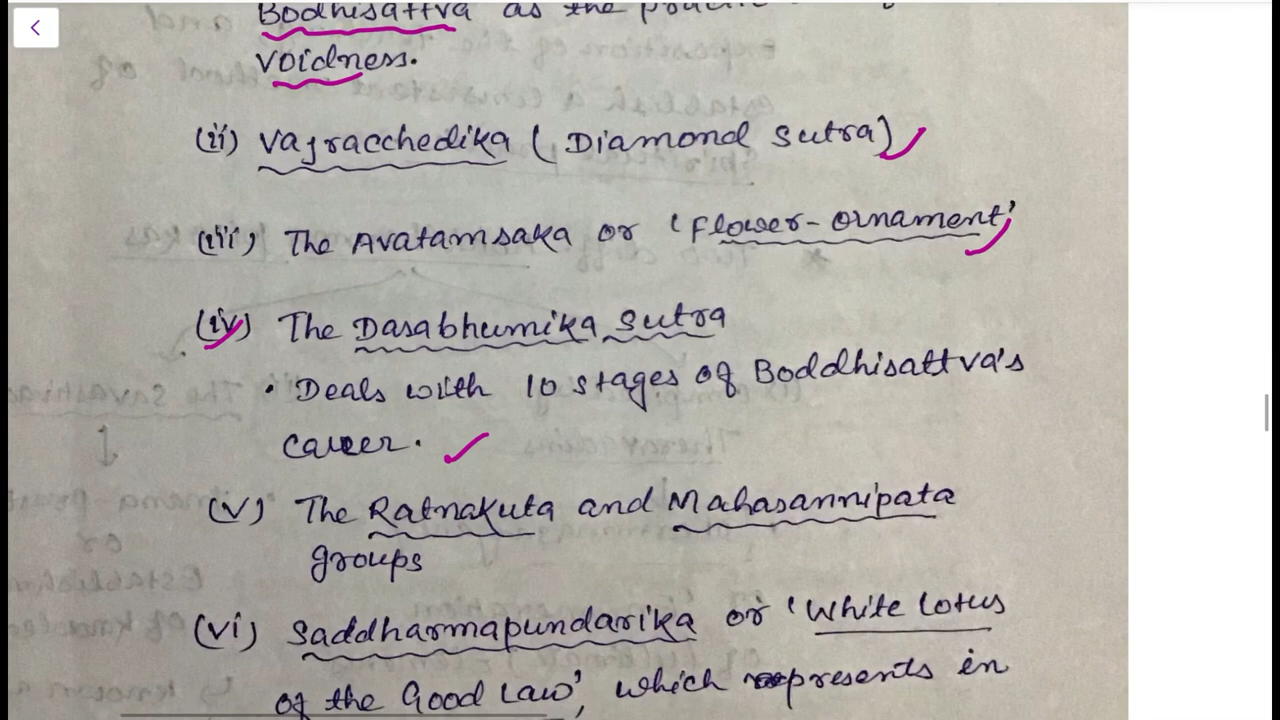 Bodhisattva as the
voidness.
(ii) Vajracchedika ( Diamond Sutra)
(iii) The Avatamsaka or 'Flower-ornament'
(iv) The Dasabhumika Sutra
• Deals with 10 stages of Boddhisattva's
career.
(v) The Ratnakuta and Mahasannipata
groups
(vi) Saddharmapundarika or 'White Lotus
of the Good Law', which represents in